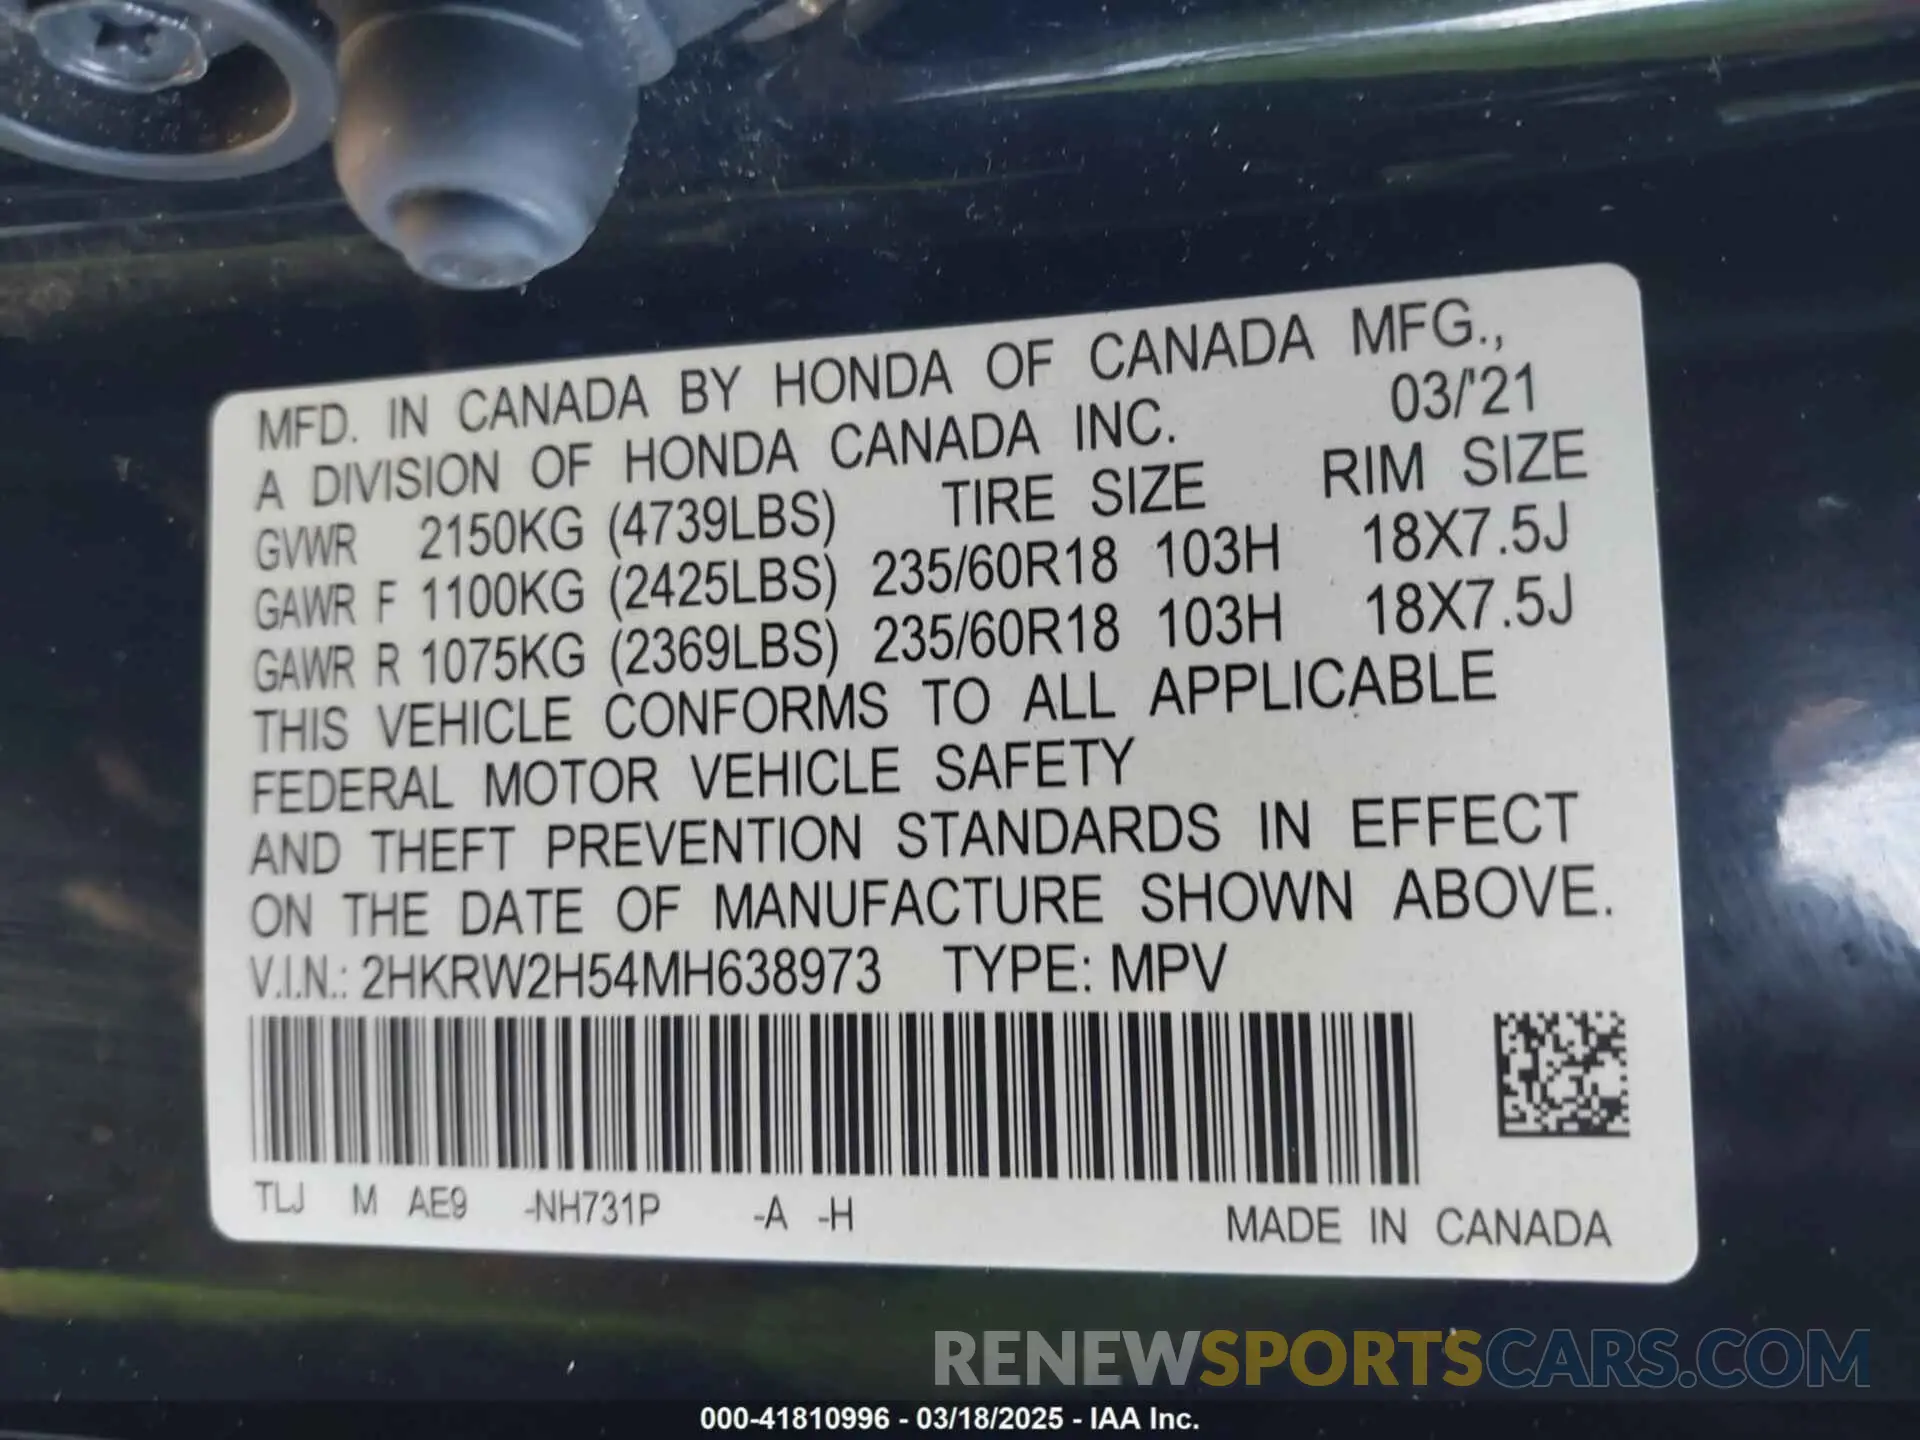 MFD. IN CANADA BY HONDA OF CANADA MFG.,
A DIVISION OF HONDA CANADA INC. 03/'21
GVWR 2150KG (4739LBS) TIRE SIZE RIM SIZE
GAWR F 1100KG (2425LBS) 235/60R18 103H 18X7.5J
GAWR R 1075KG (2369LBS) 235/60R18 103H 18X7.5J
THIS VEHICLE CONFORMS TO ALL APPLICABLE
FEDERAL MOTOR VEHICLE SAFETY
AND THEFT PREVENTION STANDARDS IN EFFECT
ON THE DATE OF MANUFACTURE SHOWN ABOVE.
V.I.N.: 2HKRW2H54MH638973 TYPE: MPV
TLJ M AE9 -NH731P -A -H MADE IN CANADA
RENEWSPORTSCARS.COM
000-41810996 - 03/18/2025 - IAA Inc.